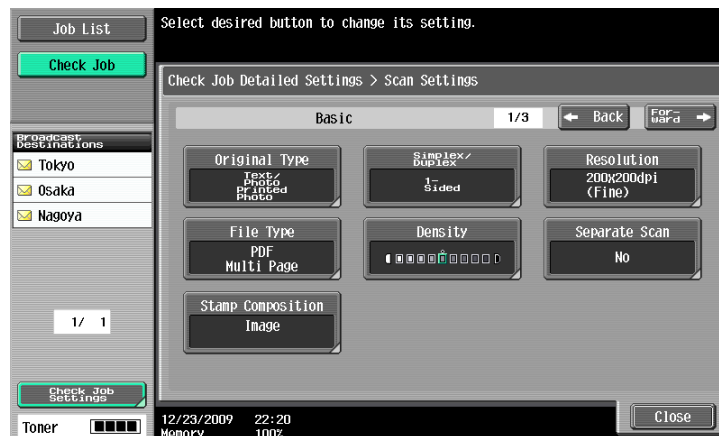 Job List
Select desired button to change its setting.
Check Job
Check Job Detailed Settings > Scan Settings
Basic
1/3
Back
For-
ward
Broadcast
Destinations
Tokyo
Osaka
Nagoya
Original Type
Text/
Photo
Printed
Photo
Simplex/
Duplex
1-
Sided
Resolution
200X200dpi
(Fine)
File Type
PDF
Multi Page
Density
Separate Scan
No
Stamp Composition
Image
1/ 1
Check Job
Settings
Close
Toner
12/23/2009 22:20
Memory 100%